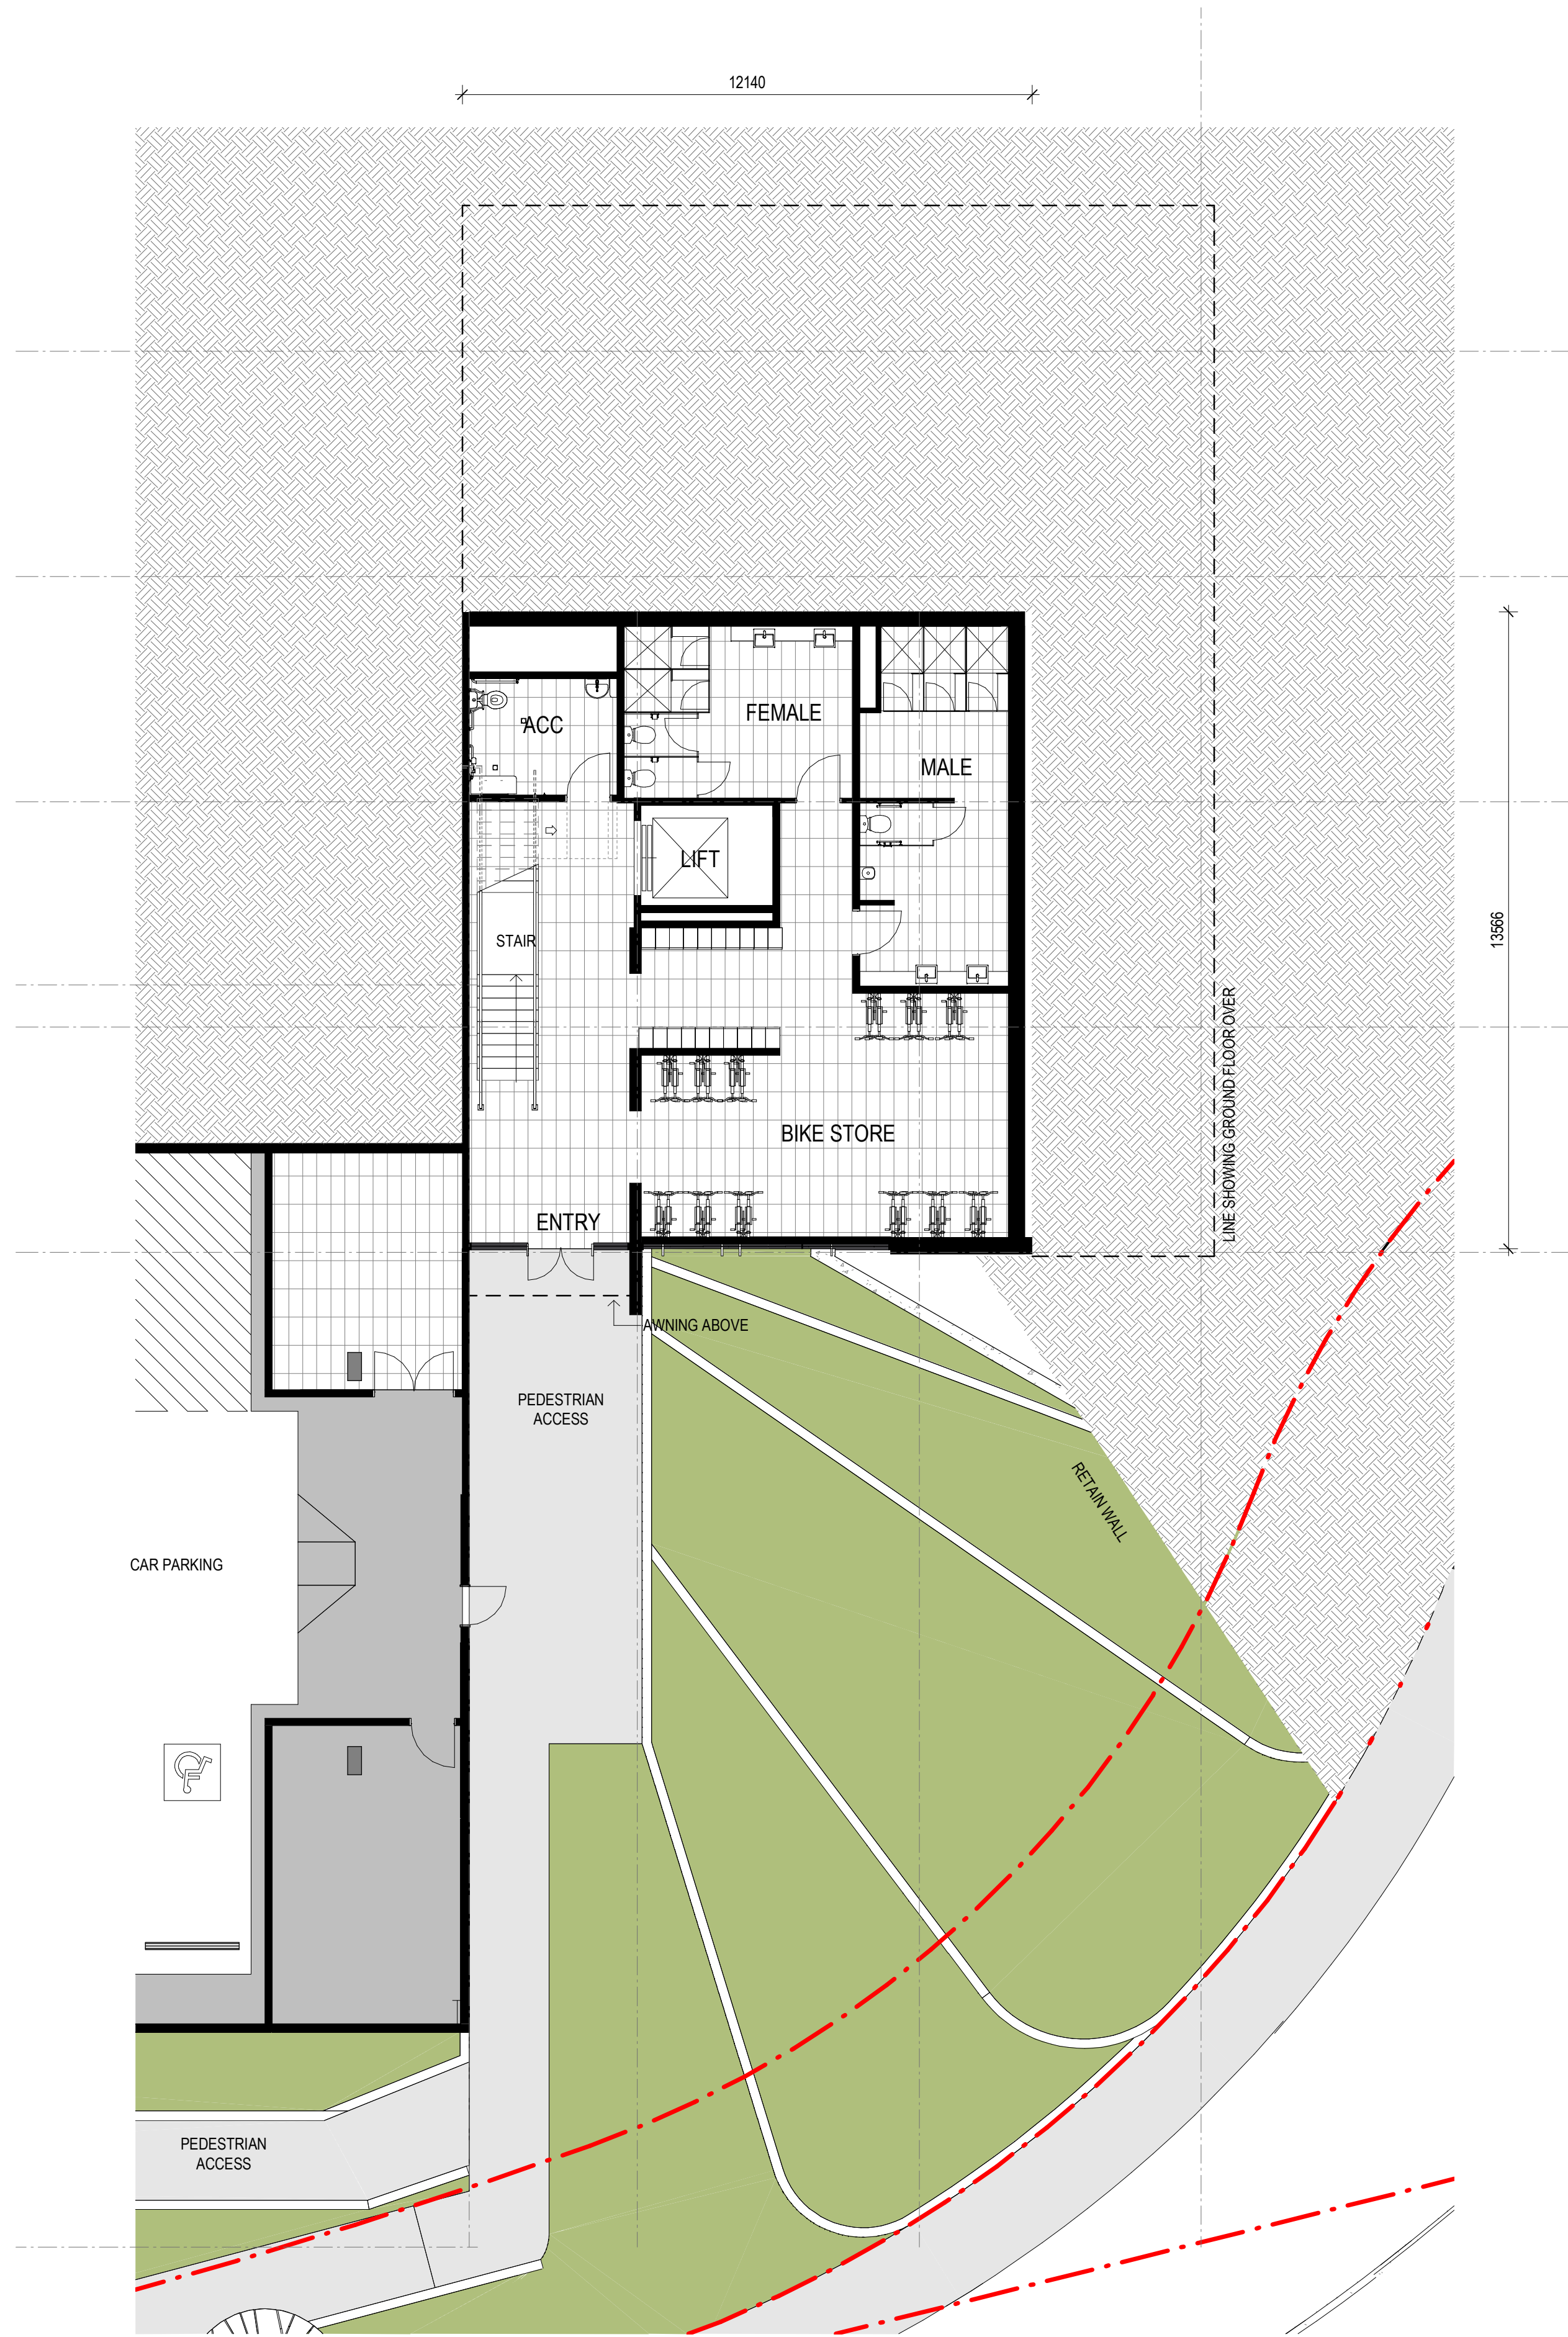 12140
ACC
FEMALE
MALE
LIFT
STAIR
13566
LINE SHOWING GROUND FLOOR OVER
BIKE STORE
ENTRY
AWNING ABOVE
PEDESTRIAN
ACCESS
RETAIN WALL
CAR PARKING
PEDESTRIAN
ACCESS